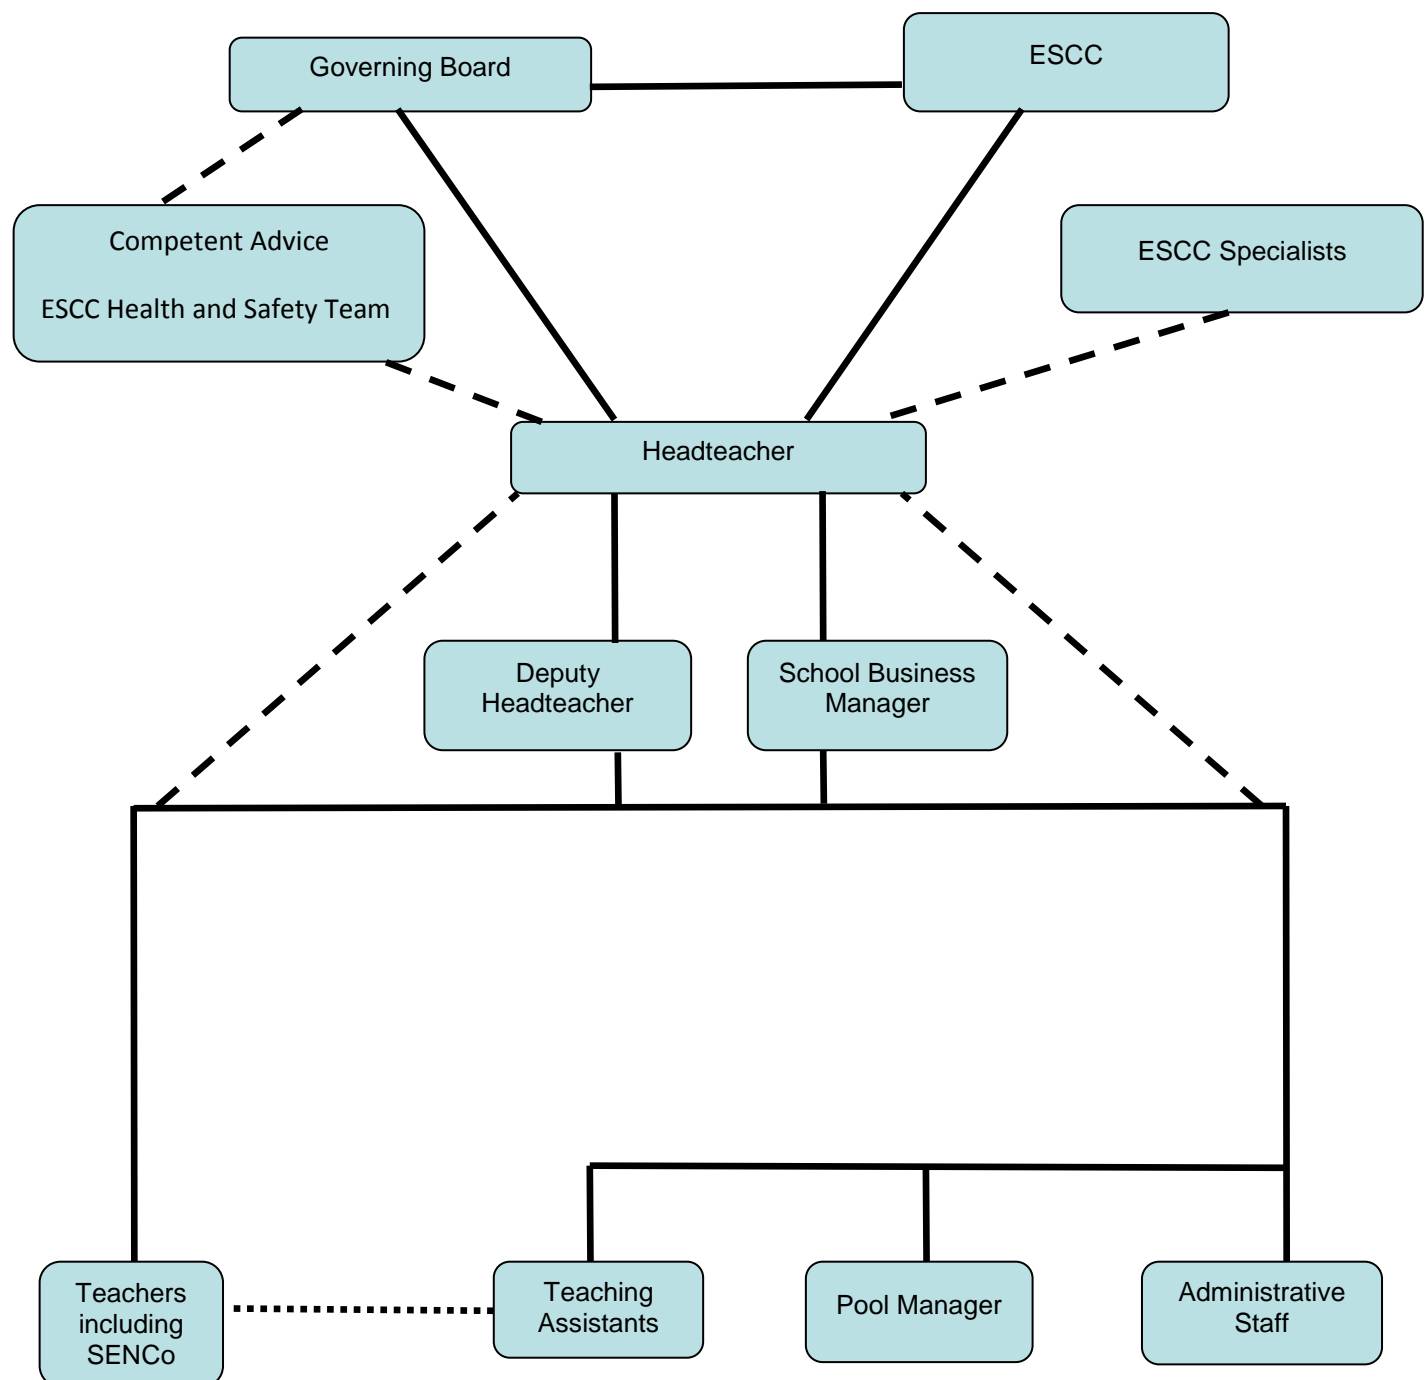 Governing Board
ESCC
Competent Advice
ESCC Health and Safety Team
ESCC Specialists
Headteacher
Deputy
Headteacher
School Business
Manager
Teachers
including
SENCo
Teaching
Assistants
Pool Manager
Administrative
Staff